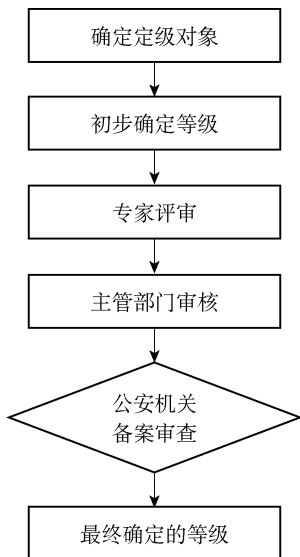 确定定级对象
初步确定等级
专家评审
主管部门审核
公安机关
备案审查
最终确定的等级